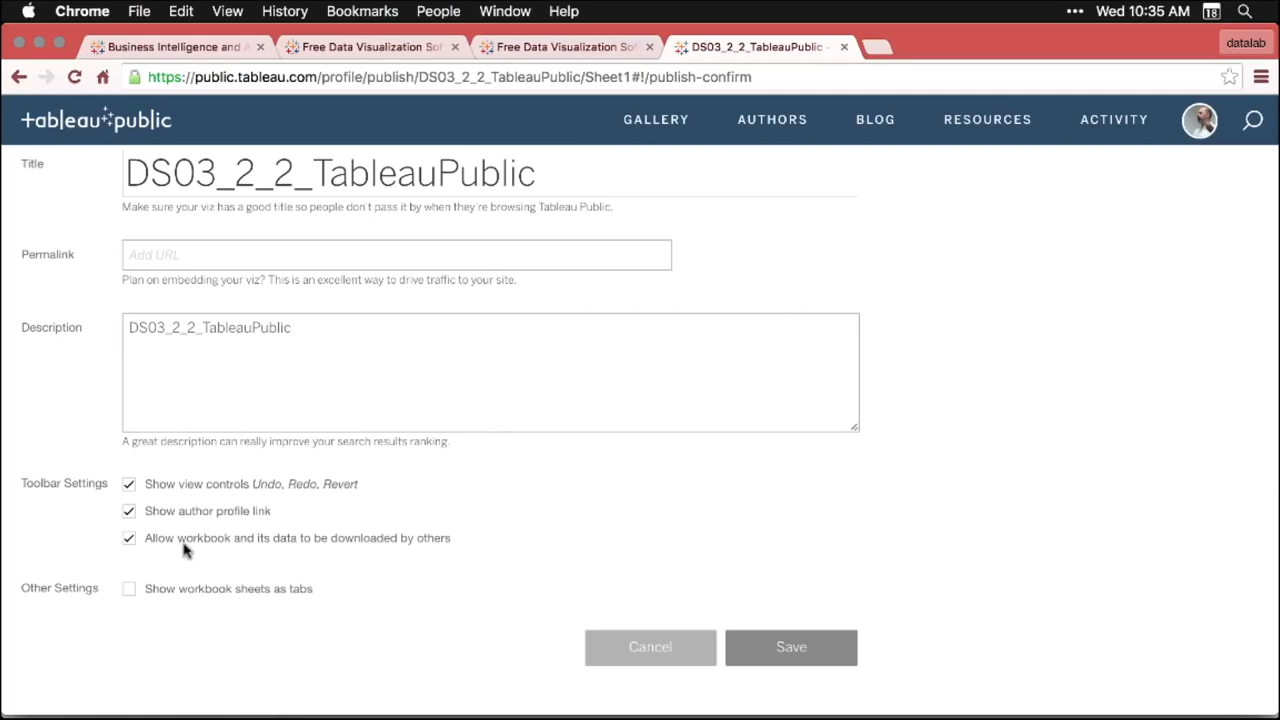 Chrome File Edit View History Bookmarks People Window Help ••• Wed 10:35 AM 18
Business Intelligence and A Free Data Visualization Sof Free Data Visualization Sof DS03_2_2_TableauPublic - datalab
https://public.tableau.com/profile/publish/DS03_2_2_TableauPublic/Sheet1#!/publish-confirm
+ableau public GALLERY AUTHORS BLOG RESOURCES ACTIVITY
Title DS03_2_2_TableauPublic
Make sure your viz has a good title so people don't pass it by when they're browsing Tableau Public.
Permalink Add URL
Plan on embedding your viz? This is an excellent way to drive traffic to your site.
Description DS03_2_2_TableauPublic
A great description can really improve your search results ranking.
Toolbar Settings Show view controls Undo, Redo, Revert
Show author profile link
Allow workbook and its data to be downloaded by others
Other Settings Show workbook sheets as tabs
Cancel Save